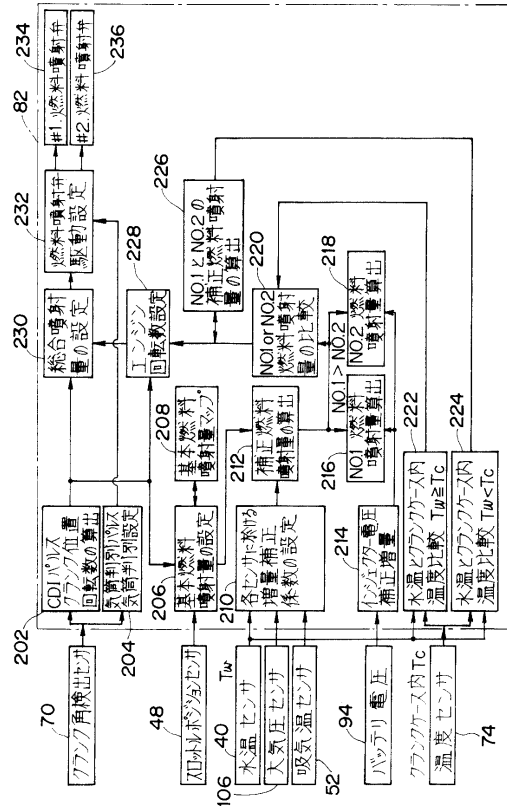 70
クランク角検出センサ
48
スロットルポジションセンサ
40
水温センサ
Tw
106
大気圧センサ
52
吸気温センサ
94
バッテリ電圧
クランクケース内Tc
温度センサ
74
202
CDIパルス
クランク位置
回転数の算出
気筒判別パルス
気筒判別設定
204
206
基本燃料
噴射量の設定
208
基本燃料
噴射量マップ
210
各センサに於ける
増量補正
係数の設定
212
補正燃料
噴射量の算出
214
インジェクター電圧
補正増量
216
NO.1 燃料
噴射量算出
NO.1 > NO.2
218
NO.2 燃料
噴射量算出
220
NO.1 or NO.2
燃料噴射
量の比較
222
水温とクランクケース内
温度比較 Tw≧Tc
224
水温とクランクケース内
温度比較 Tw<Tc
226
NO.1とNO.2の
補正燃料噴射
量の算出
228
エンジン
回転数設定
230
総合噴射
量の設定
232
燃料噴射弁
駆動設定
82
234
#1.燃料噴射弁
#2.燃料噴射弁
236